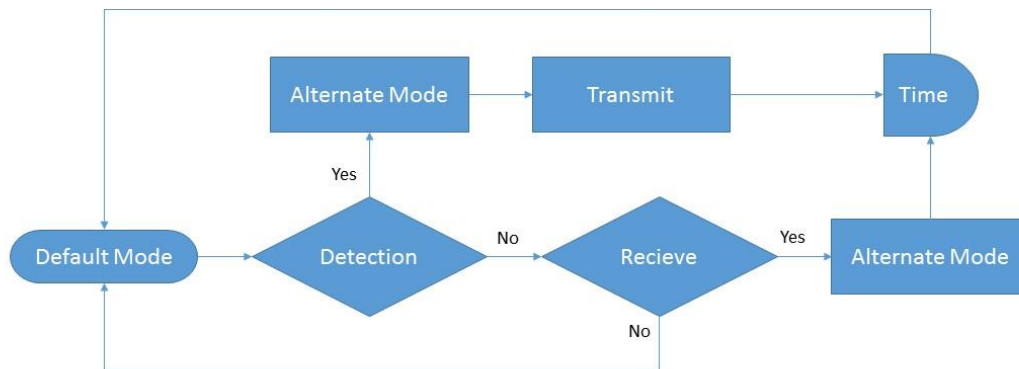 Alternate Mode
Transmit
Time
Yes
Default Mode
Detection
No
Recieve
Yes
Alternate Mode
No